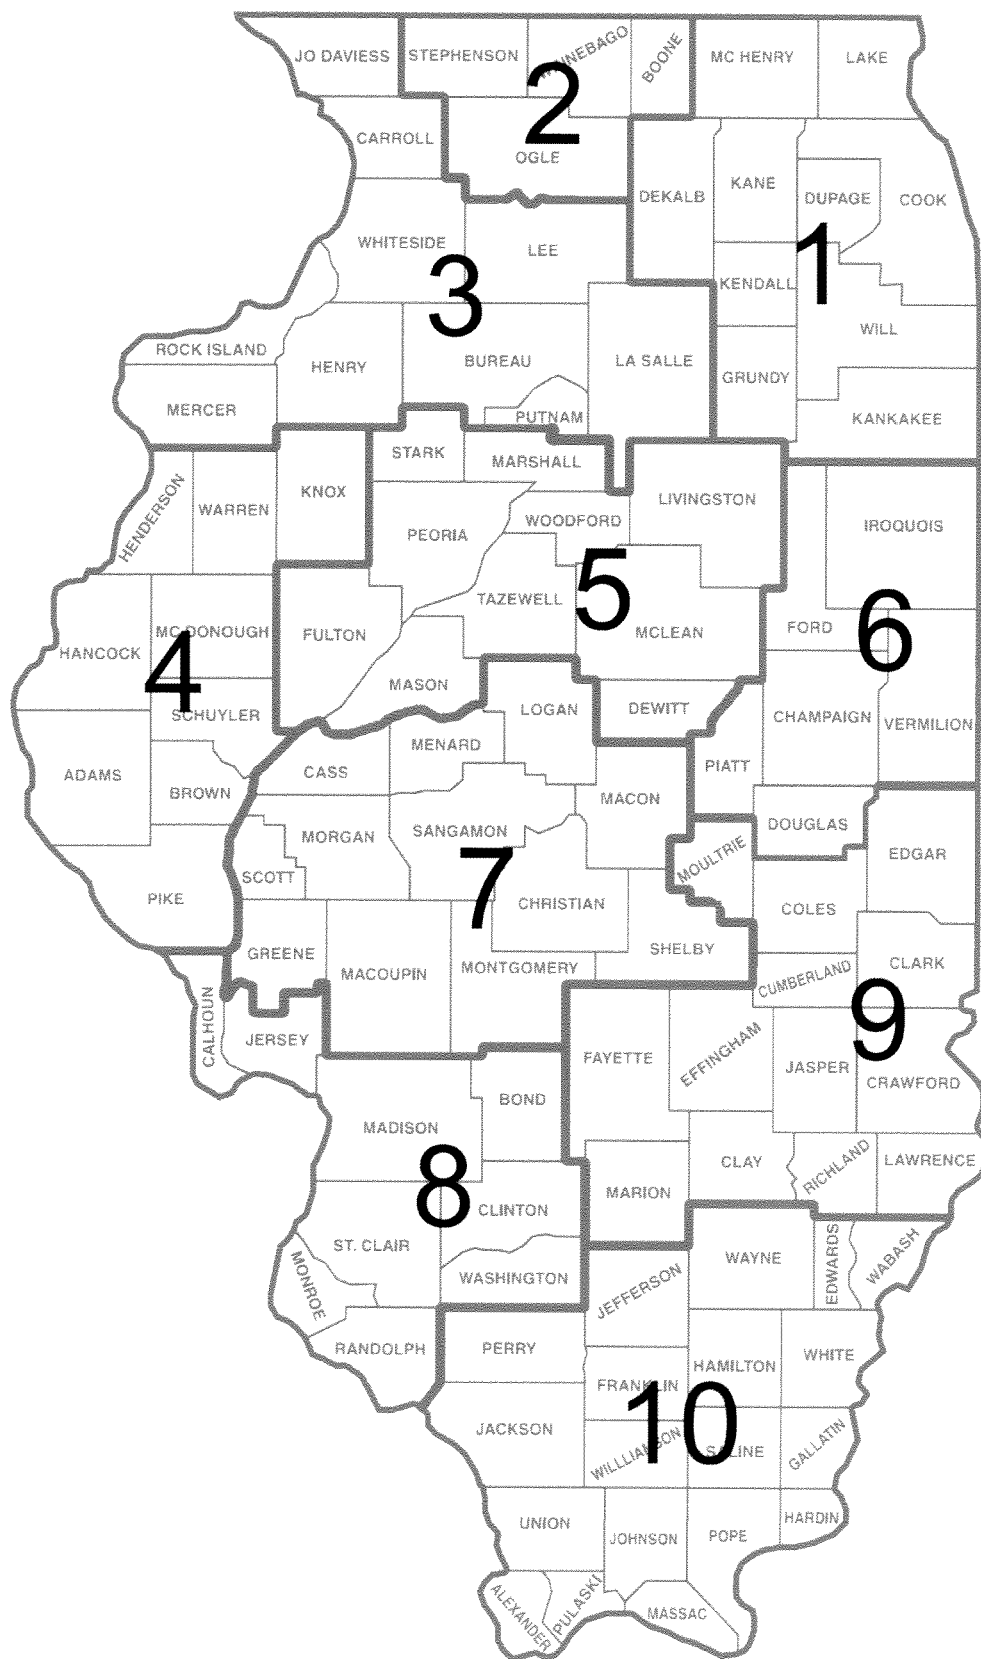 JO DAVIESS
STEPHENSON
WINNEBAGO
BOONE
MC HENRY
LAKE
2
CARROLL
OGLE
DEKALB
KANE
DUPAGE
COOK
WHITESIDE
LEE
1
3
KENDALL
WILL
ROCK ISLAND
HENRY
BUREAU
LA SALLE
GRUNDY
MERCER
PUTNAM
KANKAKEE
STARK
MARSHALL
HENDERSON
WARREN
KNOX
LIVINGSTON
PEORIA
WOODFORD
IROQUOIS
5
TAZEWELL
HANCOCK
MC DONOUGH
FULTON
MCLEAN
FORD
6
4
SCHUYLER
MASON
LOGAN
DEWITT
CHAMPAIGN
VERMILION
ADAMS
BROWN
CASS
MENARD
MACON
PIATT
MORGAN
SANGAMON
DOUGLAS
SCOTT
7
MOULTRIE
EDGAR
PIKE
CHRISTIAN
COLES
GREENE
MACOUPIN
MONTGOMERY
SHELBY
CUMBERLAND
CLARK
CALHOUN
JERSEY
9
FAYETTE
EFFINGHAM
JASPER
CRAWFORD
MADISON
BOND
8
CLINTON
MARION
CLAY
RICHLAND
LAWRENCE
ST. CLAIR
MONROE
WASHINGTON
JEFFERSON
WAYNE
EDWARDS
WABASH
RANDOLPH
PERRY
FRANKLIN
HAMILTON
WHITE
10
JACKSON
WILLLIAMSON
SALINE
GALLATIN
UNION
JOHNSON
POPE
HARDIN
ALEXANDER
PULASKI
MASSAC